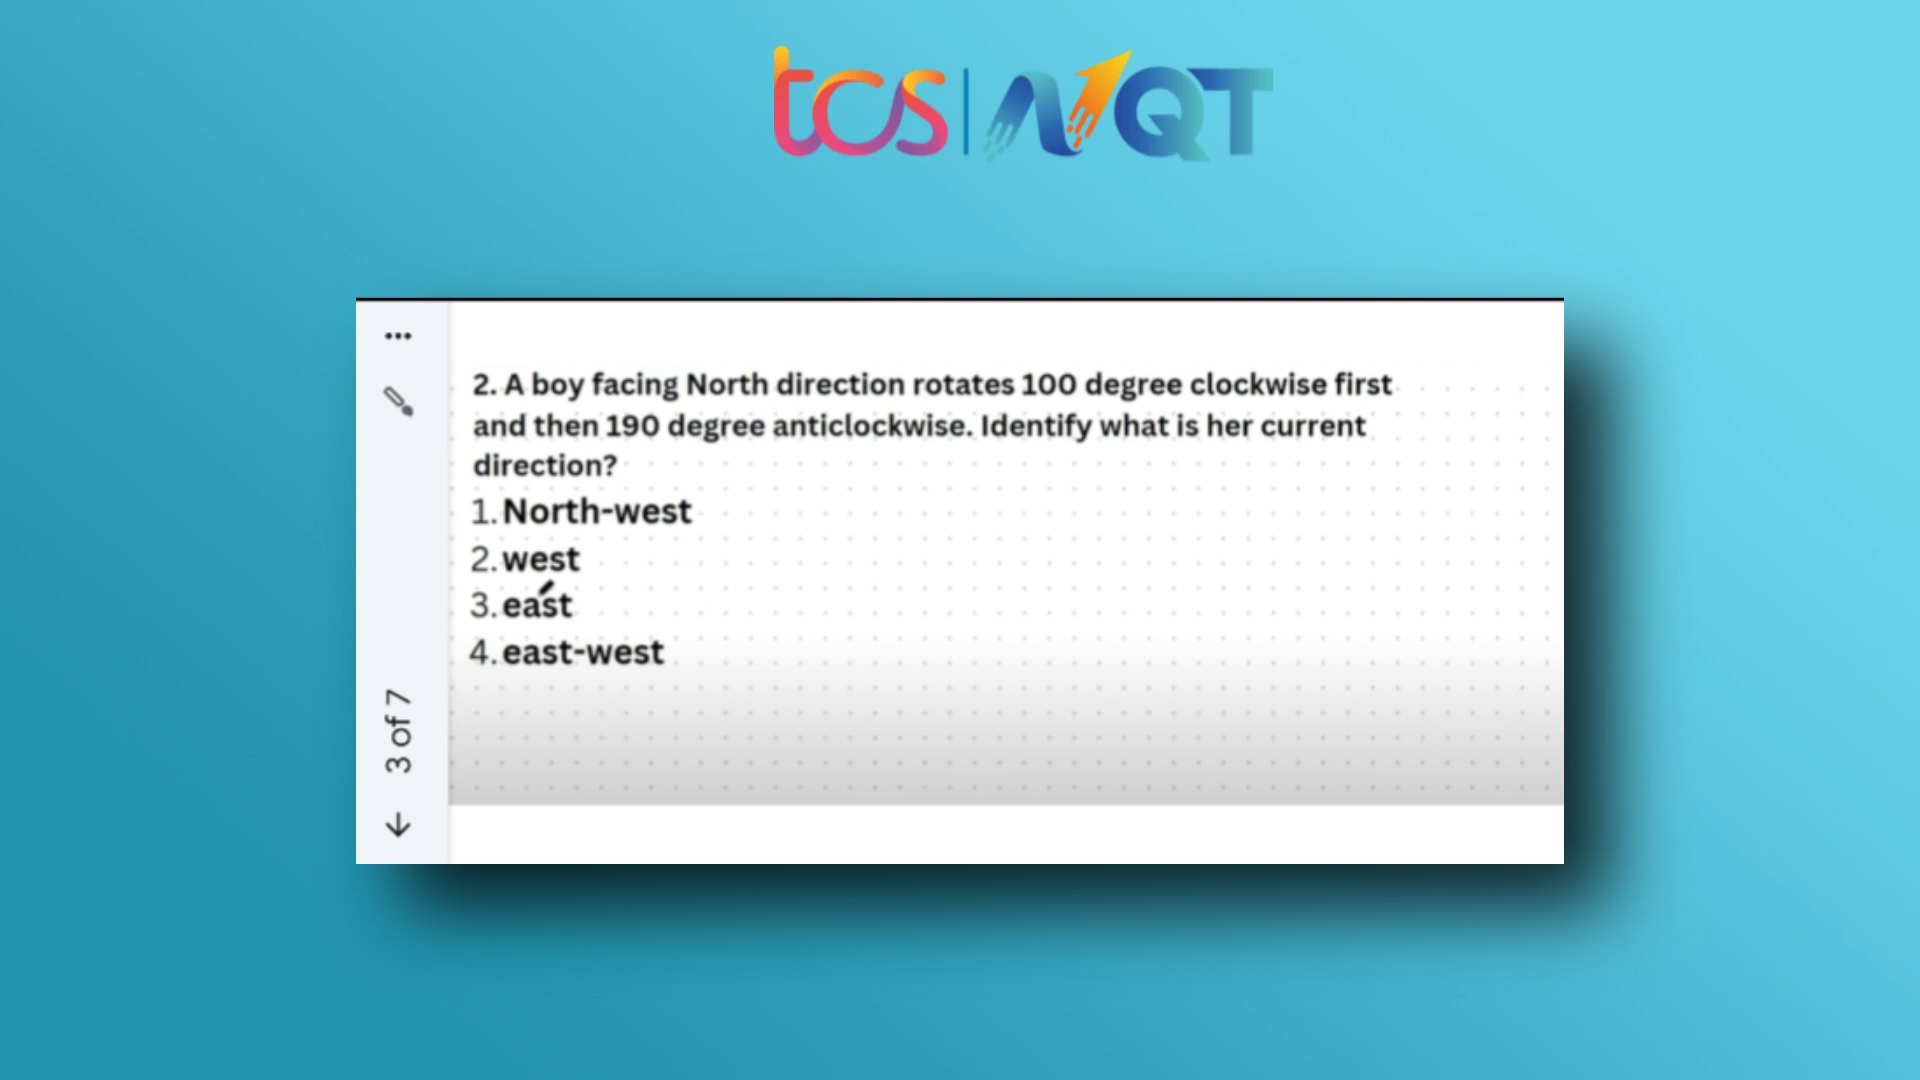 tcs | NQT
...
2. A boy facing North direction rotates 100 degree clockwise first
and then 190 degree anticlockwise. Identify what is her current
direction?
1. North-west
2. west
3. east
4. east-west
3 of 7